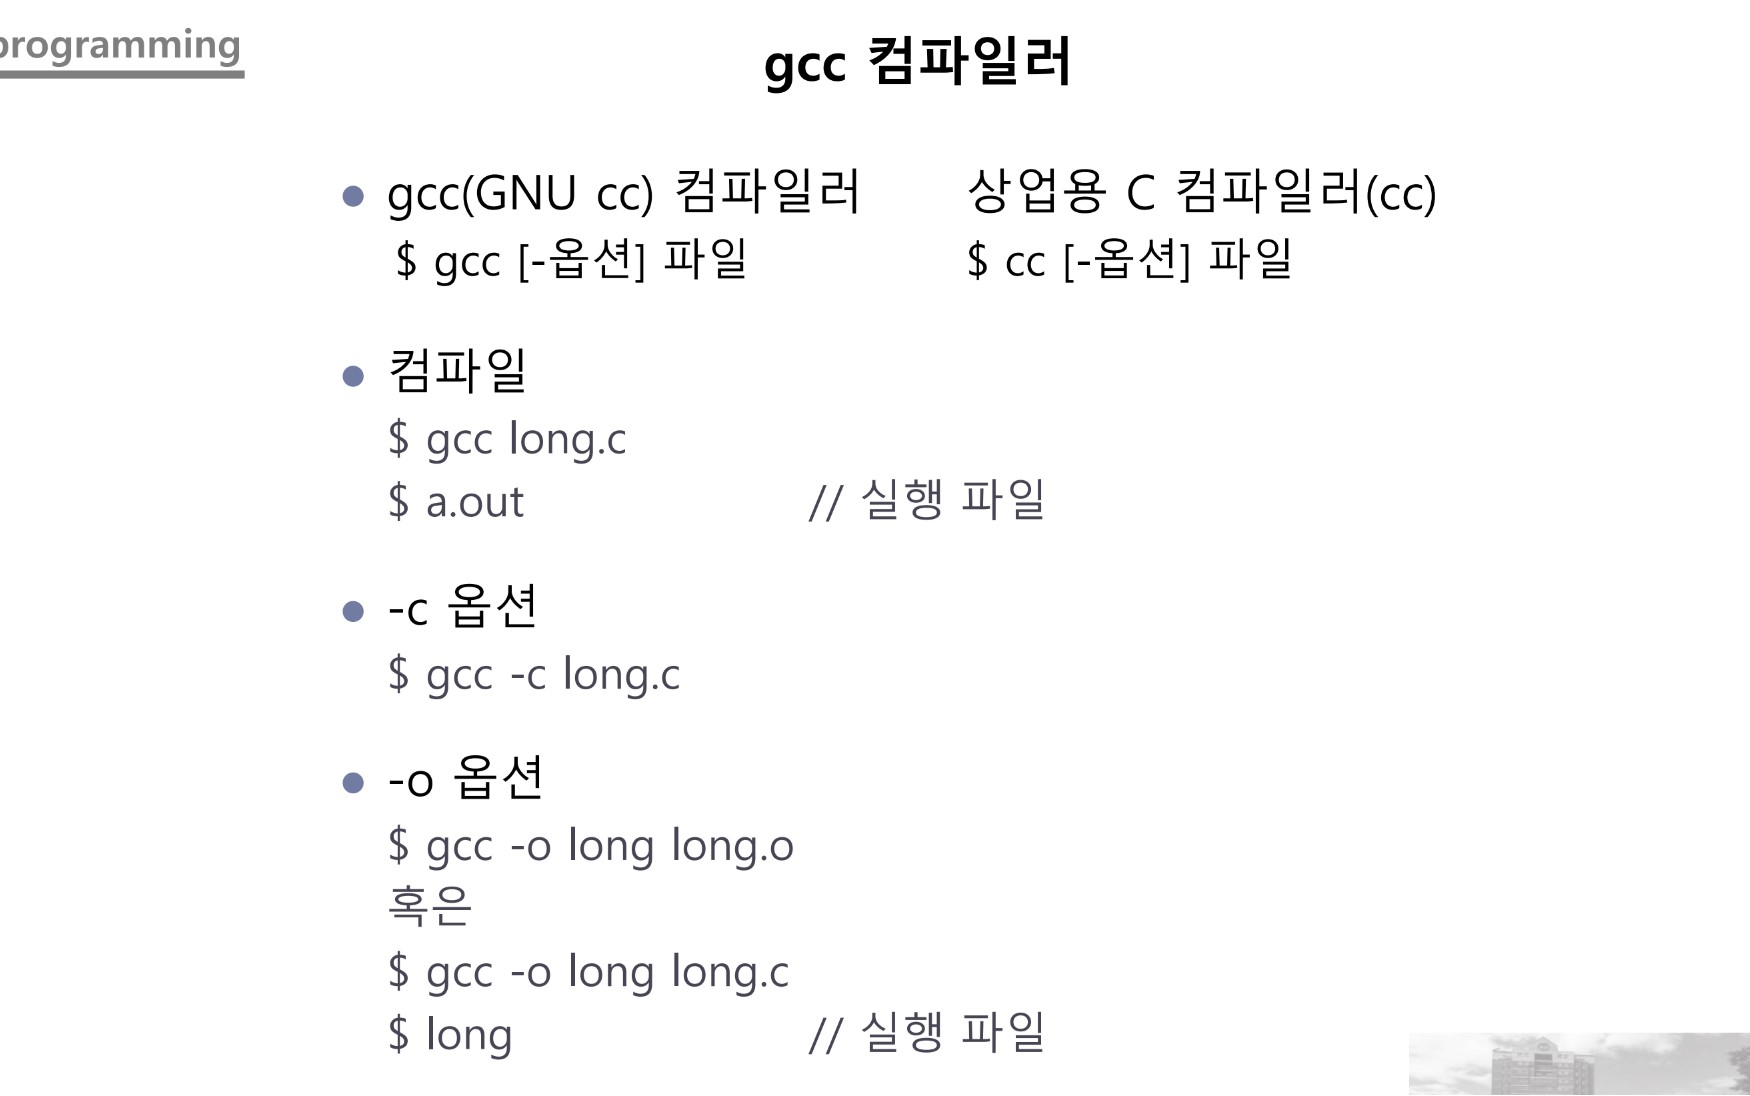 programming
gcc 컴파일러
gcc(GNU cc) 컴파일러 상업용 C 컴파일러(cc)
$ gcc [-옵션] 파일 $ cc [-옵션] 파일
컴파일
$ gcc long.c
$ a.out // 실행 파일
-c 옵션
$ gcc -c long.c
-o 옵션
$ gcc -o long long.o
혹은
$ gcc -o long long.c
$ long // 실행 파일